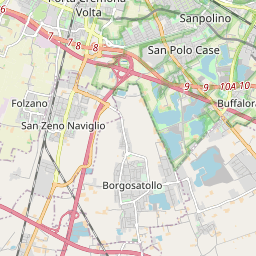 Porta Cremona
Volta
Sanpolino
6
7
8
8
San Polo Case
9
9
10A
10
Buffalora
Folzano
San Zeno Naviglio
Borgosatollo